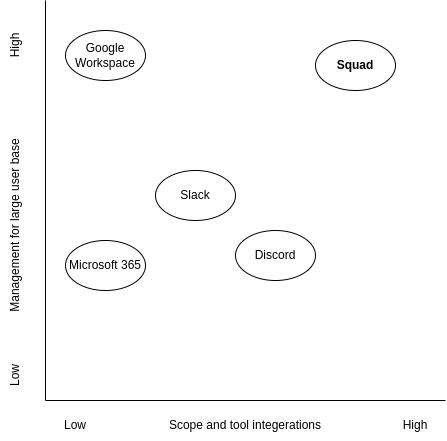 High
Google
Workspace
Squad
Management for large user base
Slack
Discord
Microsoft 365
Low
Low
Scope and tool integerations
High